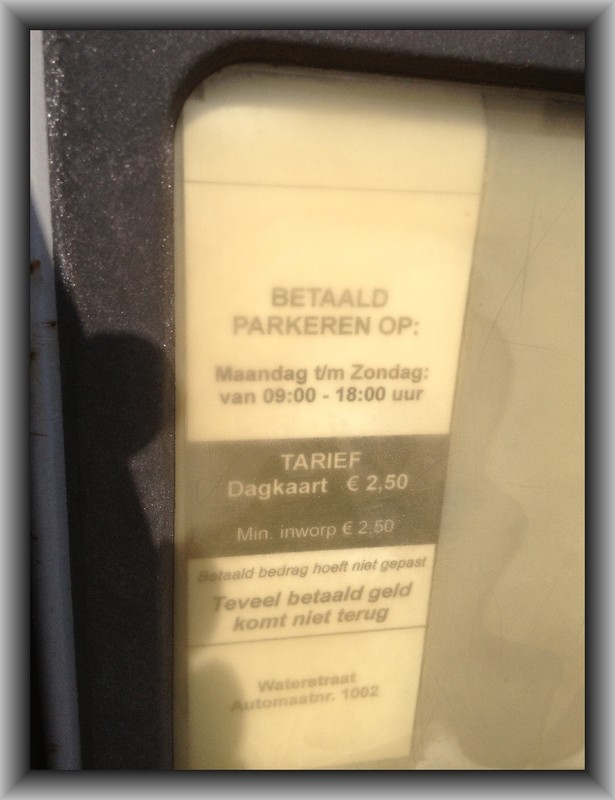 BETAALD
PARKEREN OP:
Maandag t/m Zondag:
van 09:00 - 18:00 uur
TARIEF
Dagkaart € 2,50
Min. inworp € 2,50
Betaald bedrag hoeft niet gepast
Teveel betaald geld
komt niet terug
Waterstraat
Automaatnr. 1002